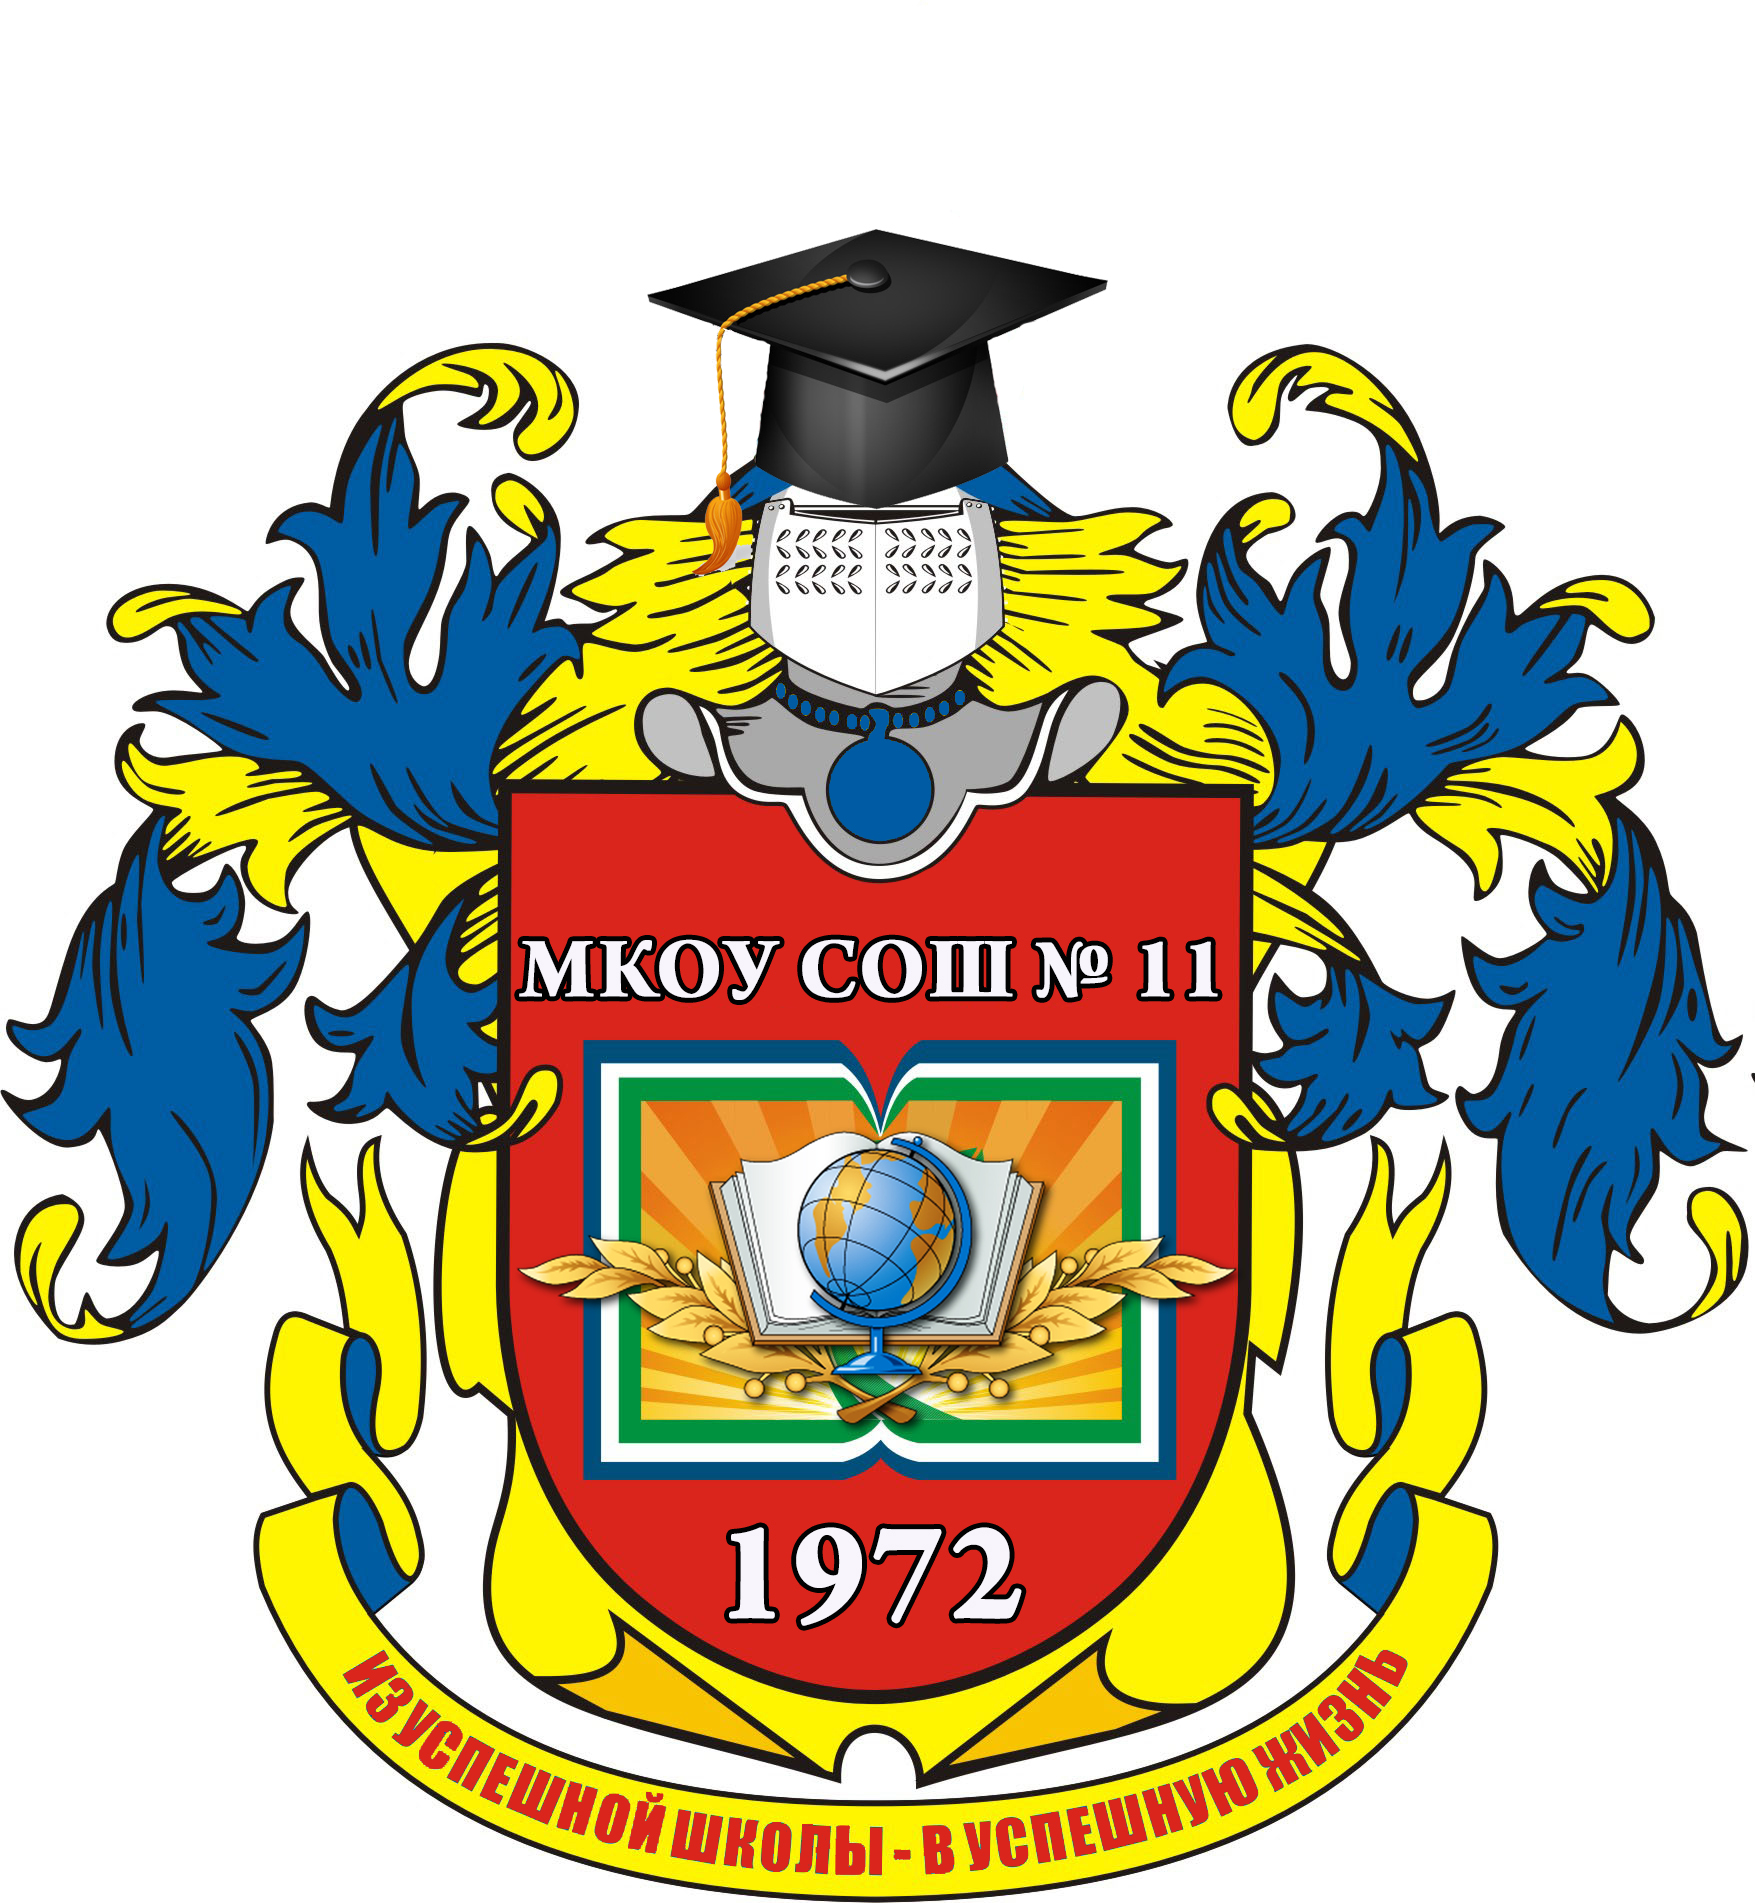 МКОУ СОШ № 11
1972
ИЗ УСПЕШНОЙ ШКОЛЫ - В УСПЕШНУЮ ЖИЗНЬ